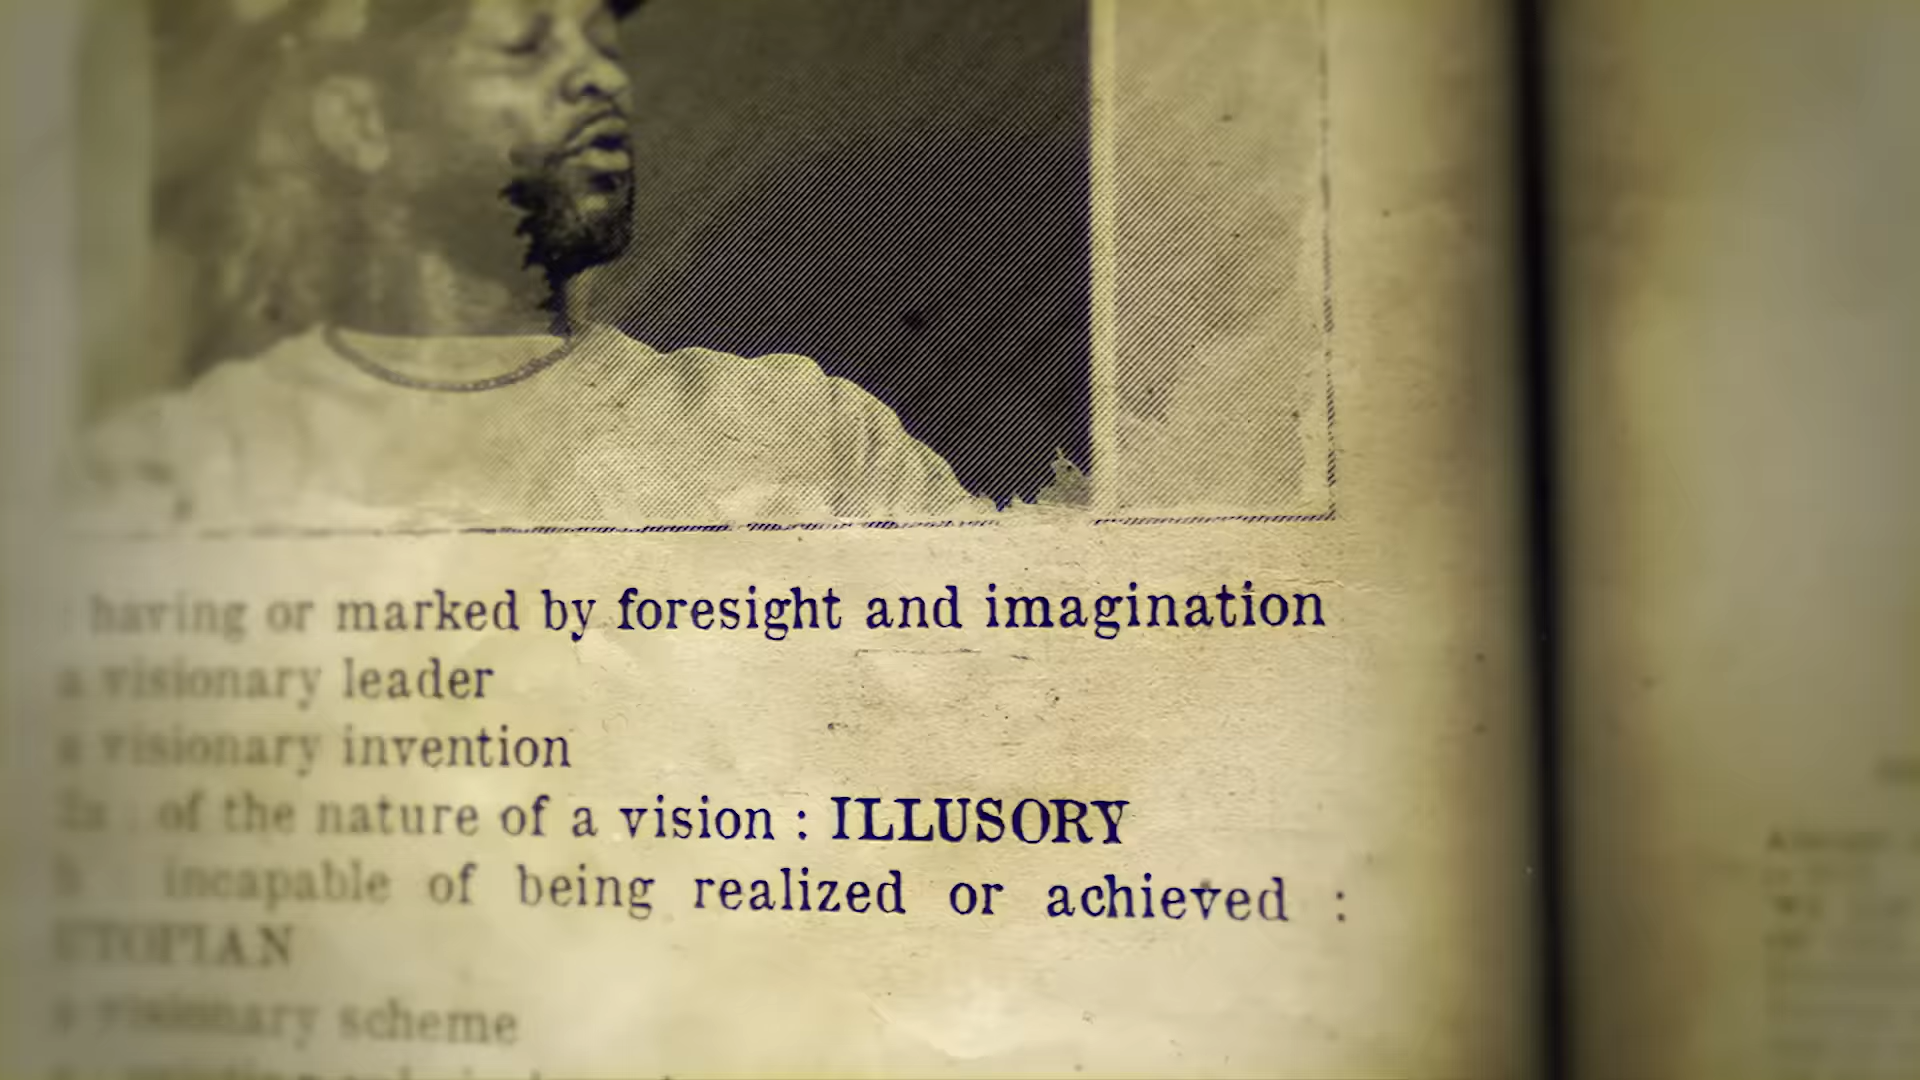 having or marked by foresight and imagination
a visionary leader
a visionary invention
2a : of the nature of a vision : ILLUSORY
b incapable of being realized or achieved :
UTOPIAN
a visionary scheme